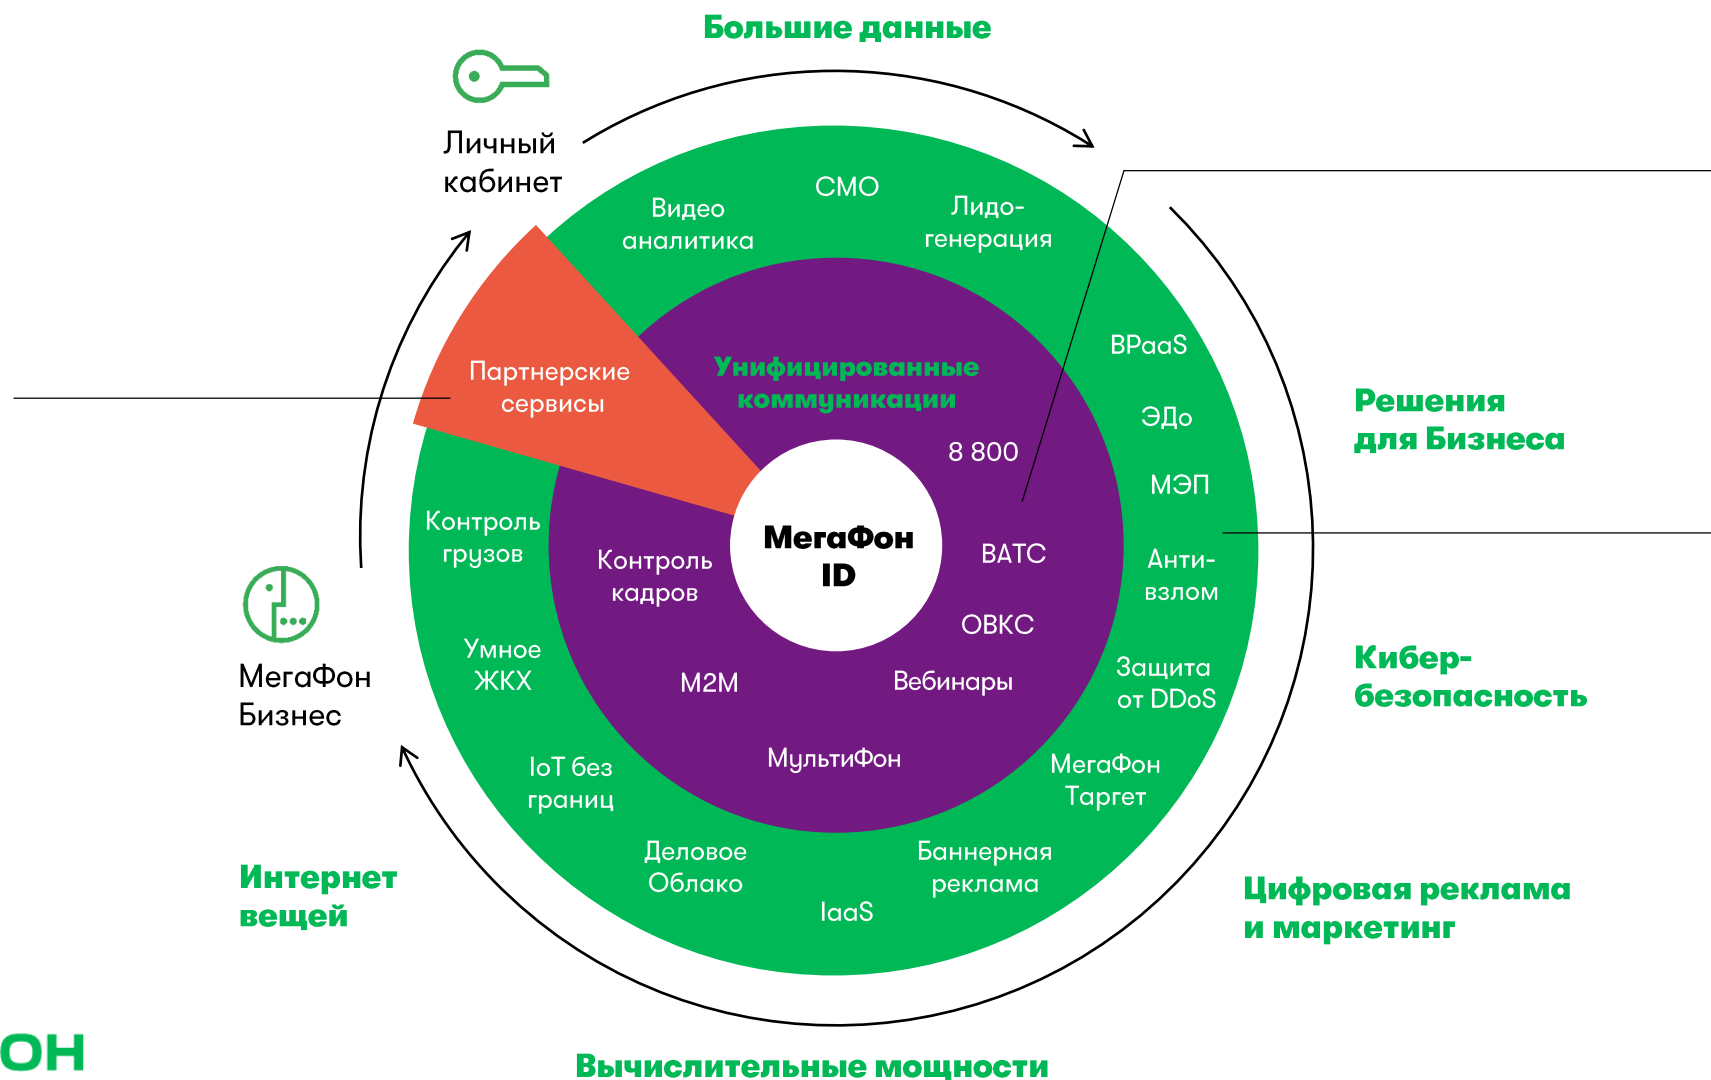 Большие данные
Личный
кабинет
СМО
Видео
аналитика
Лидо-
генерация
Партнерские
сервисы
Унифицированные
коммуникации
8 800
BPaaS
ЭДо
МЭП
Решения
для Бизнеса
МегаФон
ID
ВАТС
ОВКС
Вебинары
МультиФон
М2М
Контроль
кадров
Контроль
грузов
Анти-
взлом
Защита
от DDoS
Кибер-
безопасность
Умное
ЖКХ
МегаФон
Бизнес
IoT без
границ
МегаФон
Таргет
Деловое
Облако
IaaS
Баннерная
реклама
Интернет
вещей
Цифровая реклама
и маркетинг
ОН
Вычислительные мощности